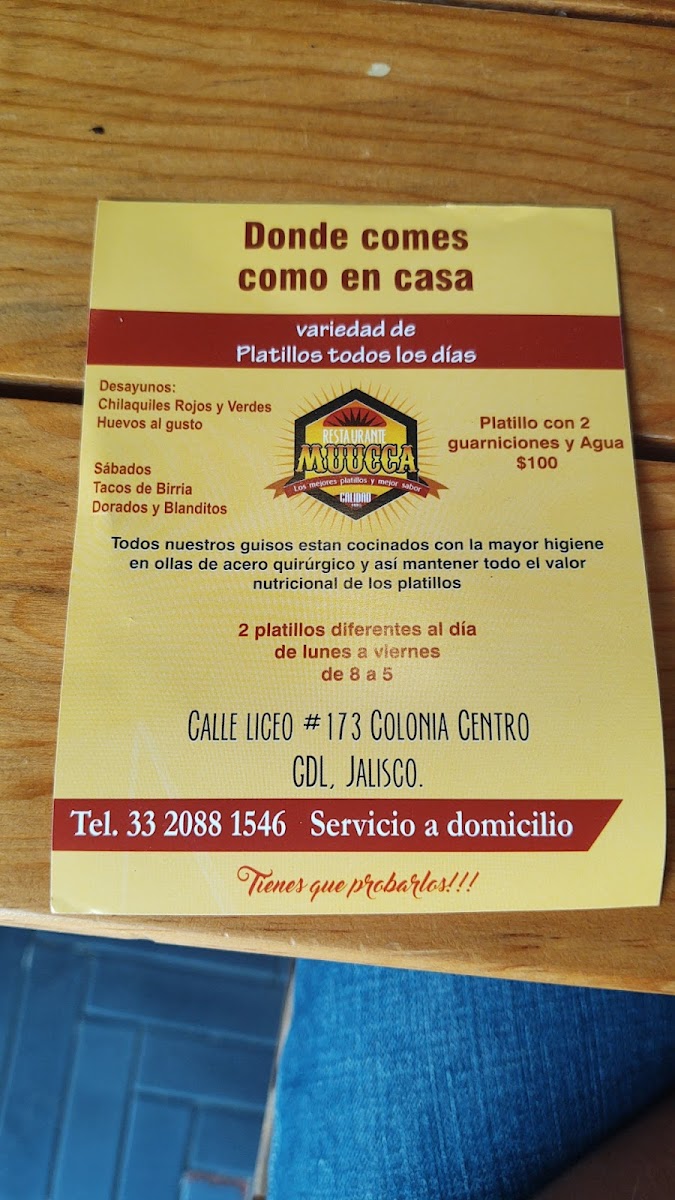 Donde comes
como en casa
variedad de
Platillos todos los días
Desayunos:
Chilaquiles Rojos y Verdes
Huevos al gusto
Sábados
Tacos de Birria
Dorados y Blanditos
RESTAURANTE
MUUCCA
Los mejores platillos y mejor sabor
CALIDAD
Platillo con 2
guarniciones y Agua
$100
Todos nuestros guisos estan cocinados con la mayor higiene
en ollas de acero quirúrgico y así mantener todo el valor
nutricional de los platillos
2 platillos diferentes al día
de lunes a viernes
de 8 a 5
CALLE LICEO #173 COLONIA CENTRO
GDL, JALISCO.
Tel. 33 2088 1546 Servicio a domicilio
Tienes que probarlos!!!